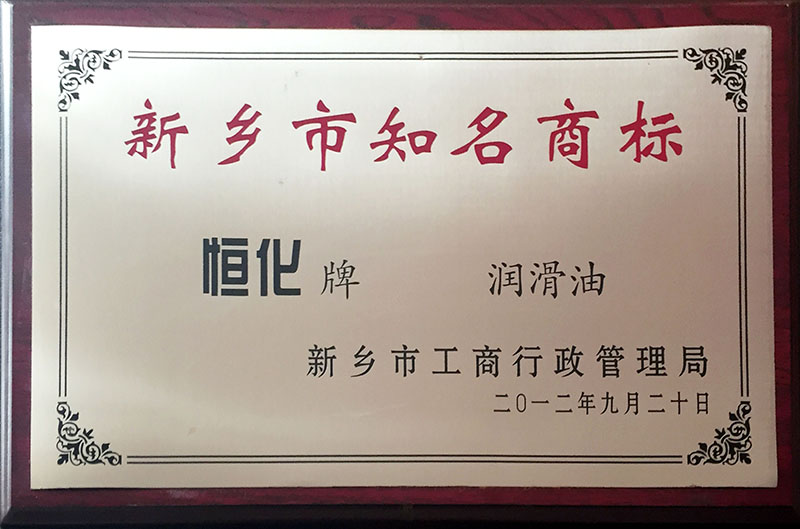 新乡市知名商标
恒化牌 润滑油
新乡市工商行政管理局
二〇一二年九月二十日